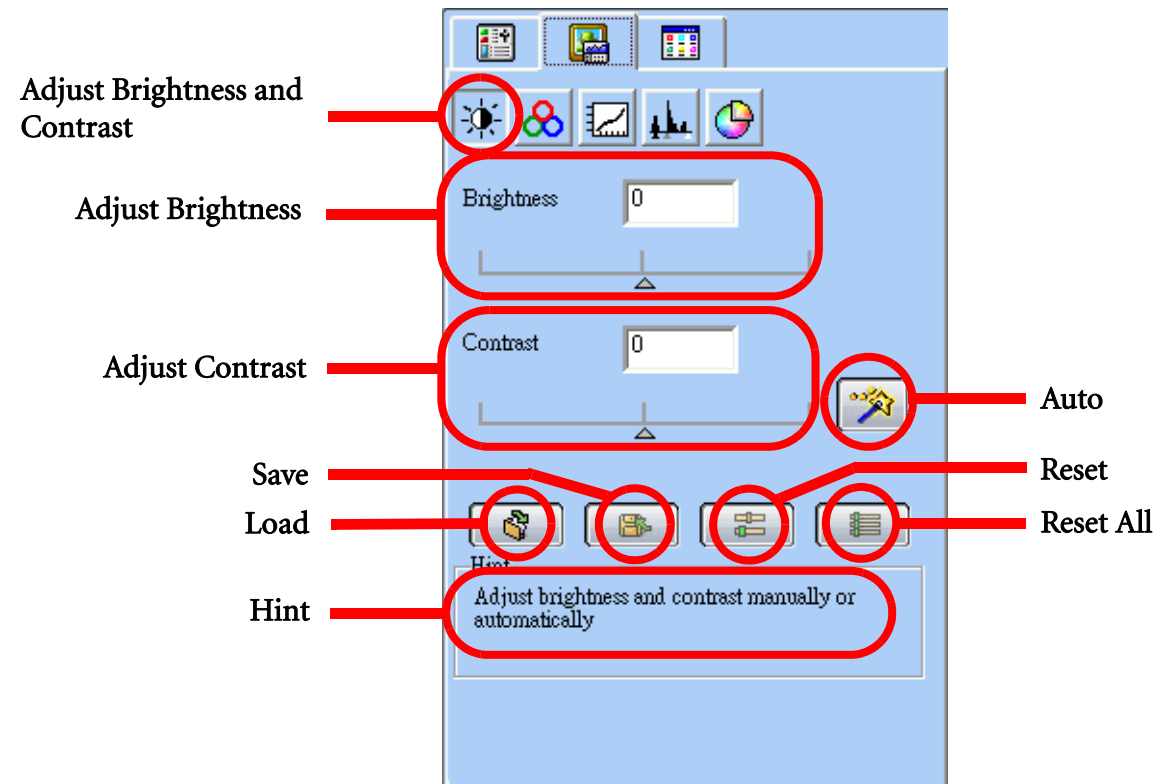 Adjust Brightness and
Contrast
Adjust Brightness
Brightness
0
Adjust Contrast
Contrast
0
Auto
Save
Reset
Load
Reset All
Hint
Hint
Adjust brightness and contrast manually or
automatically